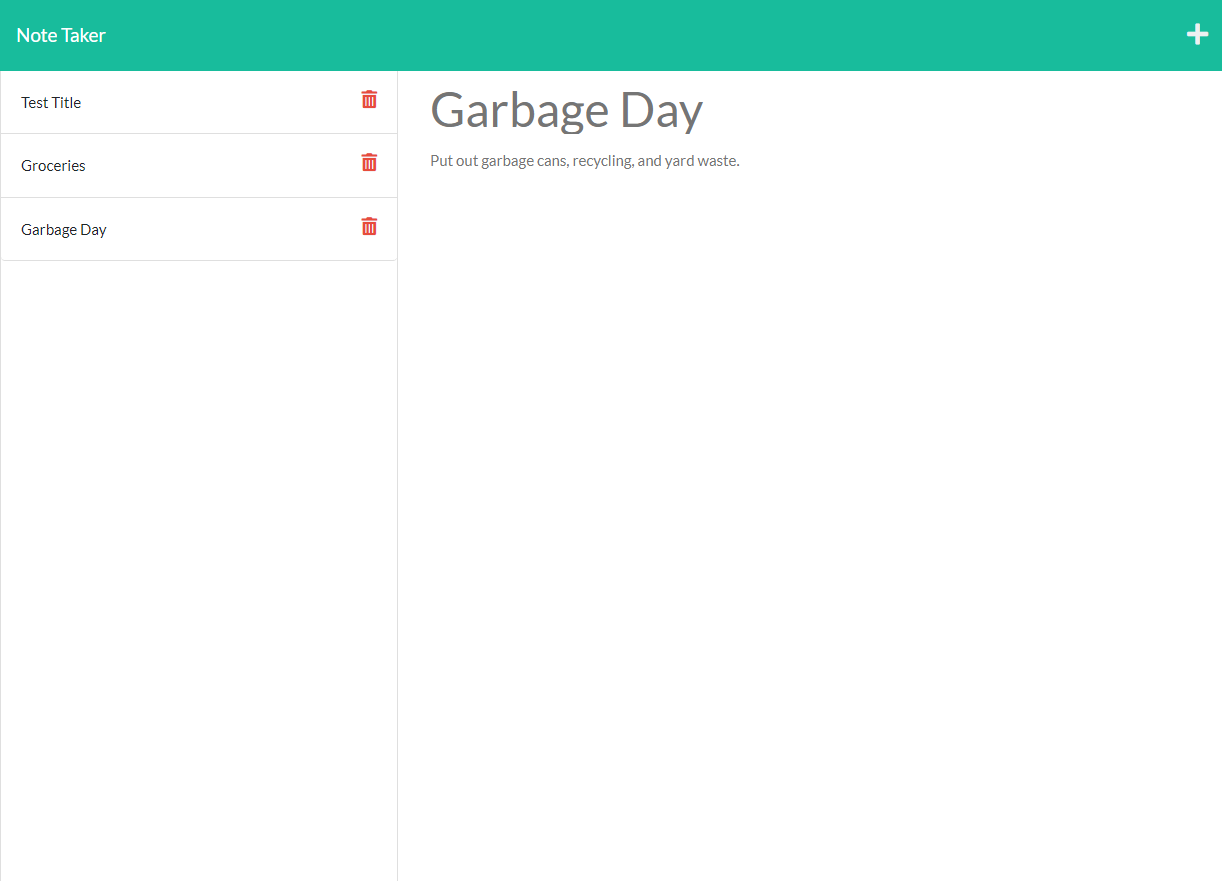 Note Taker
Test Title
Groceries
Garbage Day
Garbage Day
Put out garbage cans, recycling, and yard waste.